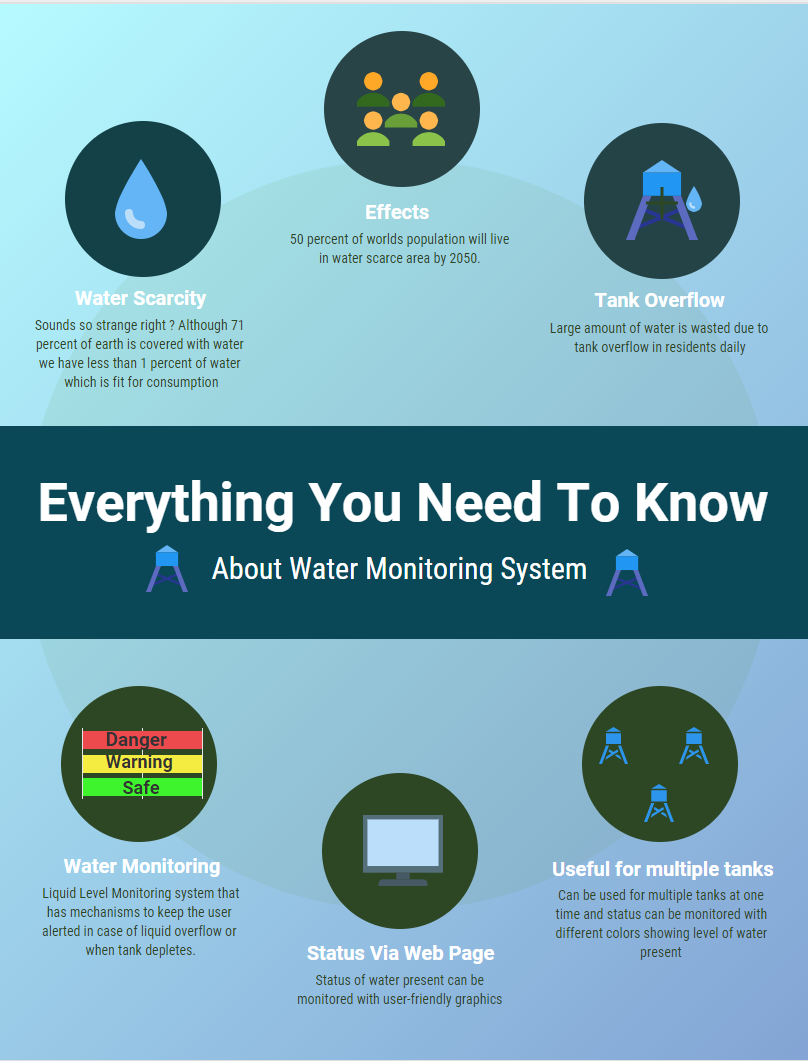 Effects
50 percent of worlds population will live
in water scarce area by 2050.
Water Scarcity
Sounds so strange right ? Although 71
percent of earth is covered with water
we have less than 1 percent of water
which is fit for consumption
Tank Overflow
Large amount of water is wasted due to
tank overflow in residents daily
Everything You Need To Know
About Water Monitoring System
Danger
Warning
Safe
Water Monitoring
Liquid Level Monitoring system that
has mechanisms to keep the user
alerted in case of liquid overflow or
when tank depletes.
Status Via Web Page
Status of water present can be
monitored with user-friendly graphics
Useful for multiple tanks
Can be used for multiple tanks at one
time and status can be monitored with
different colors showing level of water
present